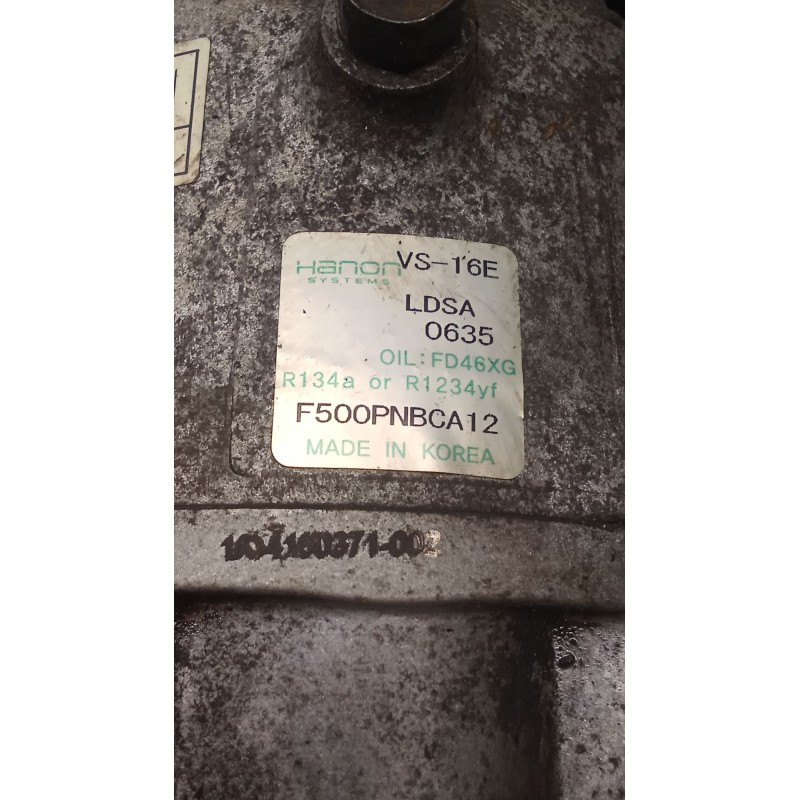 Hanon VS-16E
SYSTEMS
LDSA
0635
OIL:FD46XG
R134a or R1234yf
F500PNBCA12
MADE IN KOREA